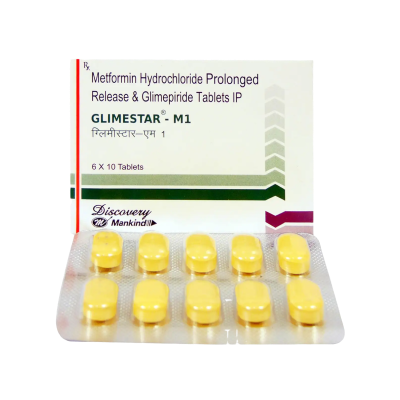 Rx
Metformin Hydrochloride Prolonged
Release & Glimepiride Tablets IP
GLIMESTAR® - M1
ग्लिमीस्टार-एम 1
6 X 10 Tablets
Discovery
Mankind